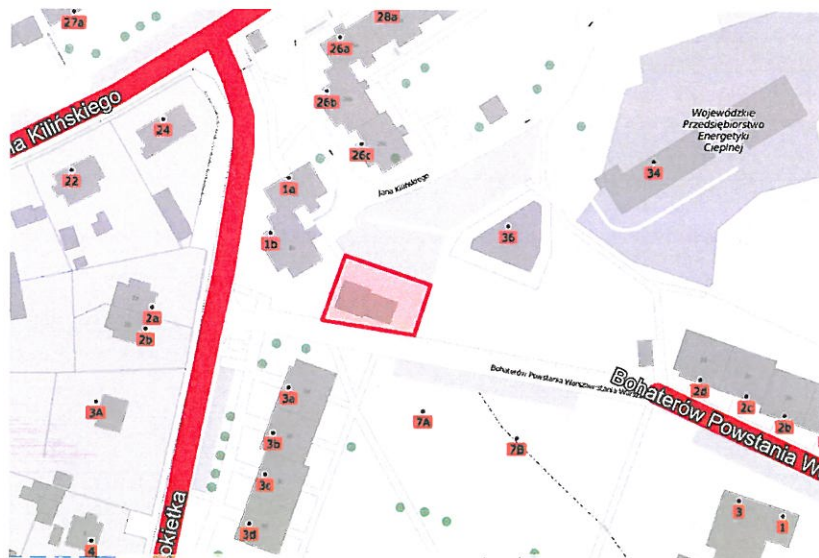 27a
28a
26a
26b
26c
na Kilińskiego
24
22
1a
1b
Jana Kilińskiego
Wojewódzkie
Przedsiębiorstwo
Energetyki
Cieplnej
34
36
2a
2b
3A
3a
3b
3c
3d
4
okietka
7A
7B
Bohaterów Powstania
2d
2c
2b
Bohaterów Powstania W
3
1